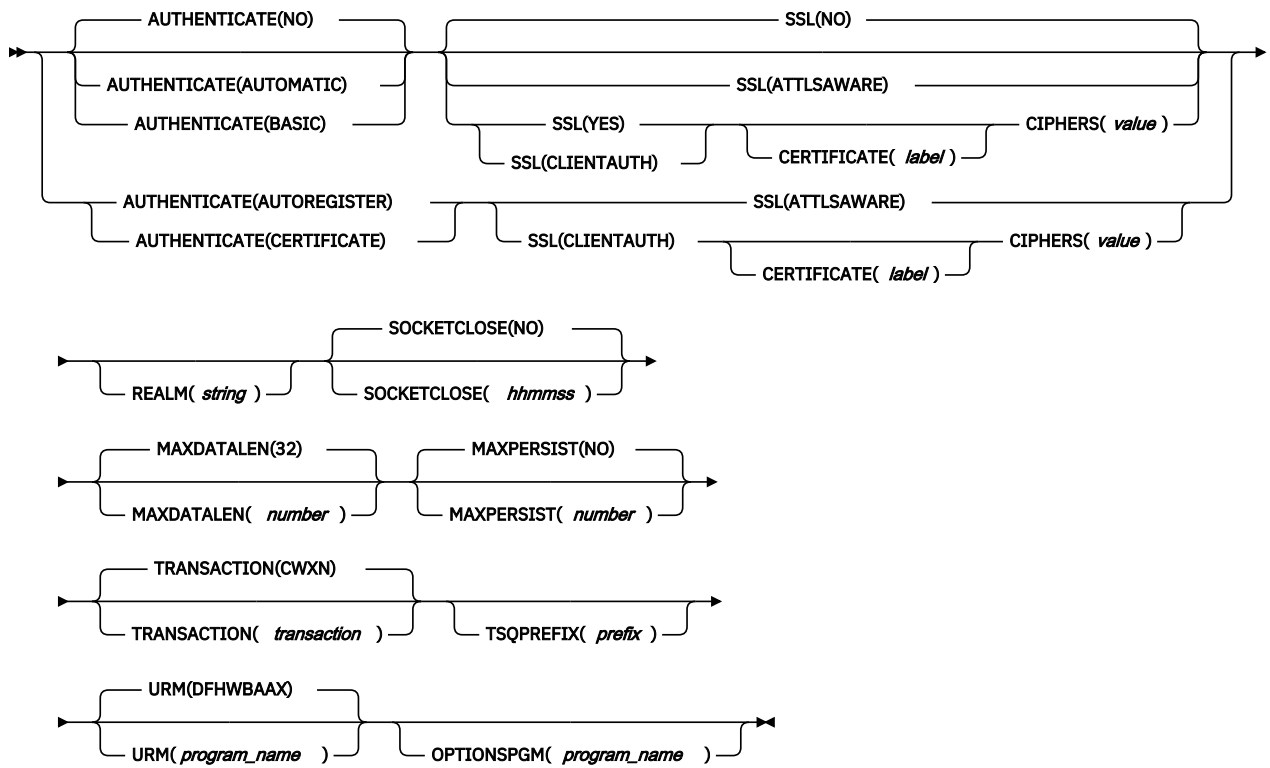 AUTHENTICATE(NO) SSL(NO)
AUTHENTICATE(AUTOMATIC) SSL(ATTLSAWARE)
AUTHENTICATE(BASIC) SSL(YES) CIPHERS( value )
SSL(CLIENTAUTH) CERTIFICATE( label )
AUTHENTICATE(AUTOREGISTER) SSL(ATTLSAWARE)
AUTHENTICATE(CERTIFICATE) SSL(CLIENTAUTH) CIPHERS( value )
CERTIFICATE( label )
SOCKETCLOSE(NO)
REALM( string ) SOCKETCLOSE( hhmmss )
MAXDATALEN(32) MAXPERSIST(NO)
MAXDATALEN( number ) MAXPERSIST( number )
TRANSACTION(CWXN)
TRANSACTION( transaction ) TSQPREFIX( prefix )
URM(DFHWBAAX)
URM( program_name ) OPTIONSPGM( program_name )